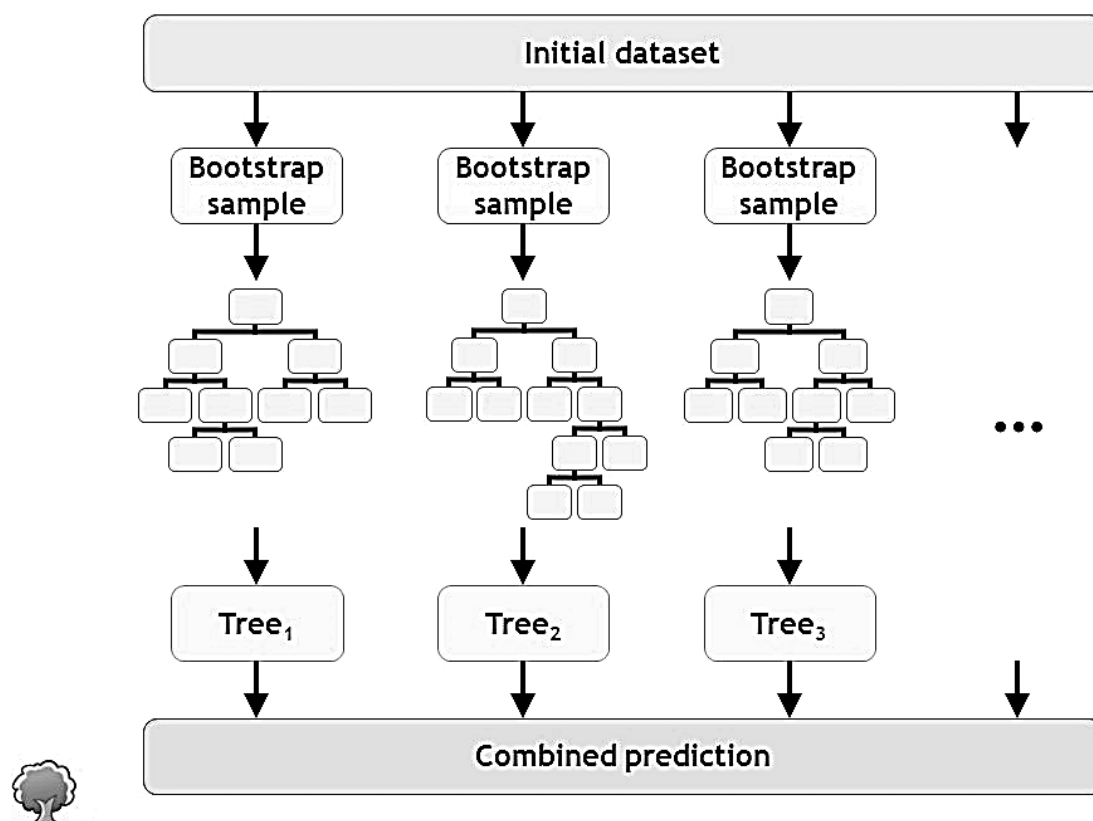 Initial dataset
Bootstrap
sample
Bootstrap
sample
Bootstrap
sample
...
Tree₁
Tree₂
Tree₃
Combined prediction